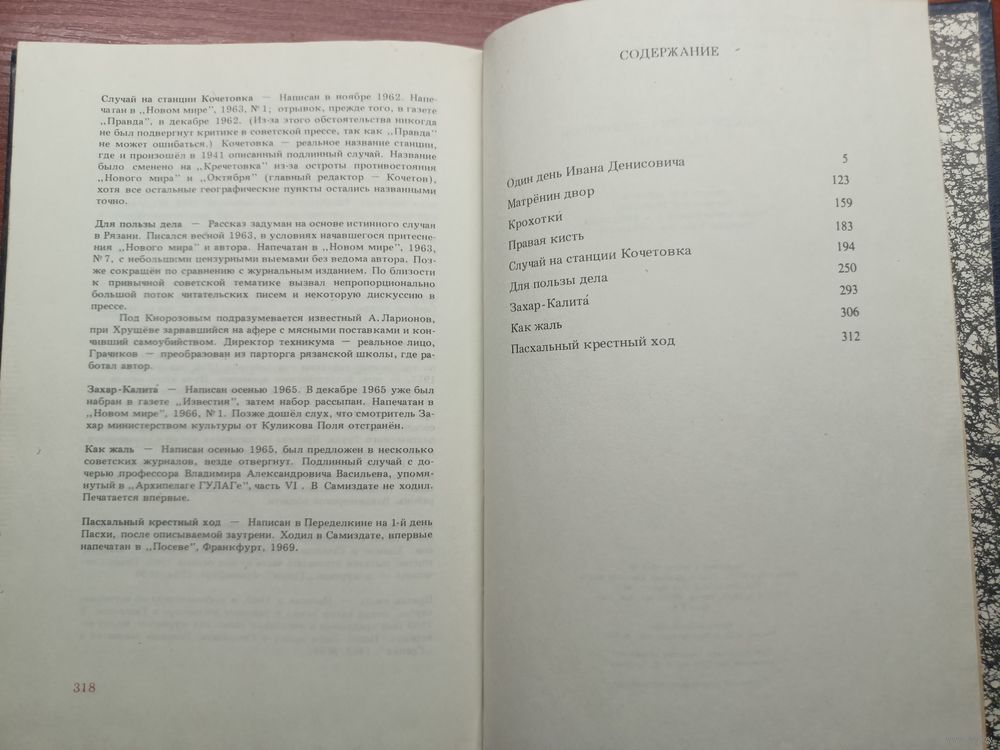 Случай на станции Кочетовка — Написан в ноябре 1962. Напе-
чатан в „Новом мире", 1963, №1; отрывок, прежде того, в газете
„Правда", в декабре 1962. (Из-за этого обстоятельства никогда
не был подвергнут критике в советской прессе, так как „Правда"
не может ошибаться.) Кочетовка — реальное название станции,
где и произошёл в 1941 описанный подлинный случай. Название
было сменено на „Кречетовка" из-за остроты противостояния
„Нового мира" и „Октября" (главный редактор — Кочетов),
хотя все остальные географические пункты остались названными
точно.
Для пользы дела — Рассказ задуман на основе истинного случая
в Рязани. Писался весной 1963, в условиях начавшегося притесне-
ния „Нового мира" и автора. Напечатан в „Новом мире", 1963,
№7, с небольшими цензурными выемами без ведома автора. Поз-
же сокращён по сравнению с журнальным изданием. По близости
к привычной советской тематике вызвал непропорционально
большой поток читательских писем и некоторую дискуссию в
прессе.
Под Кнорозовым подразумевается известный А. Ларионов,
при Хрущёве зарвавшийся на афере с мясными поставками и кон-
чивший самоубийством. Директор техникума — реальное лицо,
Грачиков — преобразован из парторга рязанской школы, где ра-
ботал автор.
Захар-Калита́ — Написан осенью 1965. В декабре 1965 уже был
набран в газете „Известия", затем набор рассыпан. Напечатан в
„Новом мире", 1966, №1. Позже дошёл слух, что смотритель За-
хар министерством культуры от Куликова Поля отстранён.
Как жаль — Написан осенью 1965, был предложен в несколько
советских журналов, везде отвергнут. Подлинный случай с до-
черью профессора Владимира Александровича Васильева, упомя-
нутый в „Архипелаге ГУЛАГе", часть VI . В Самиздате не ходил.
Печатается впервые.
Пасхальный крестный ход — Написан в Переделкине на 1-й день
Пасхи, после описываемой заутрени. Ходил в Самиздате, впервые
напечатан в „Посеве", Франкфурт, 1969.
318
СОДЕРЖАНИЕ
Один день Ивана Денисовича 5
Матрёнин двор 123
Крохотки 159
Правая кисть 183
Случай на станции Кочетовка 194
Для пользы дела 250
Захар-Калита́ 293
Как жаль 306
Пасхальный крестный ход 312